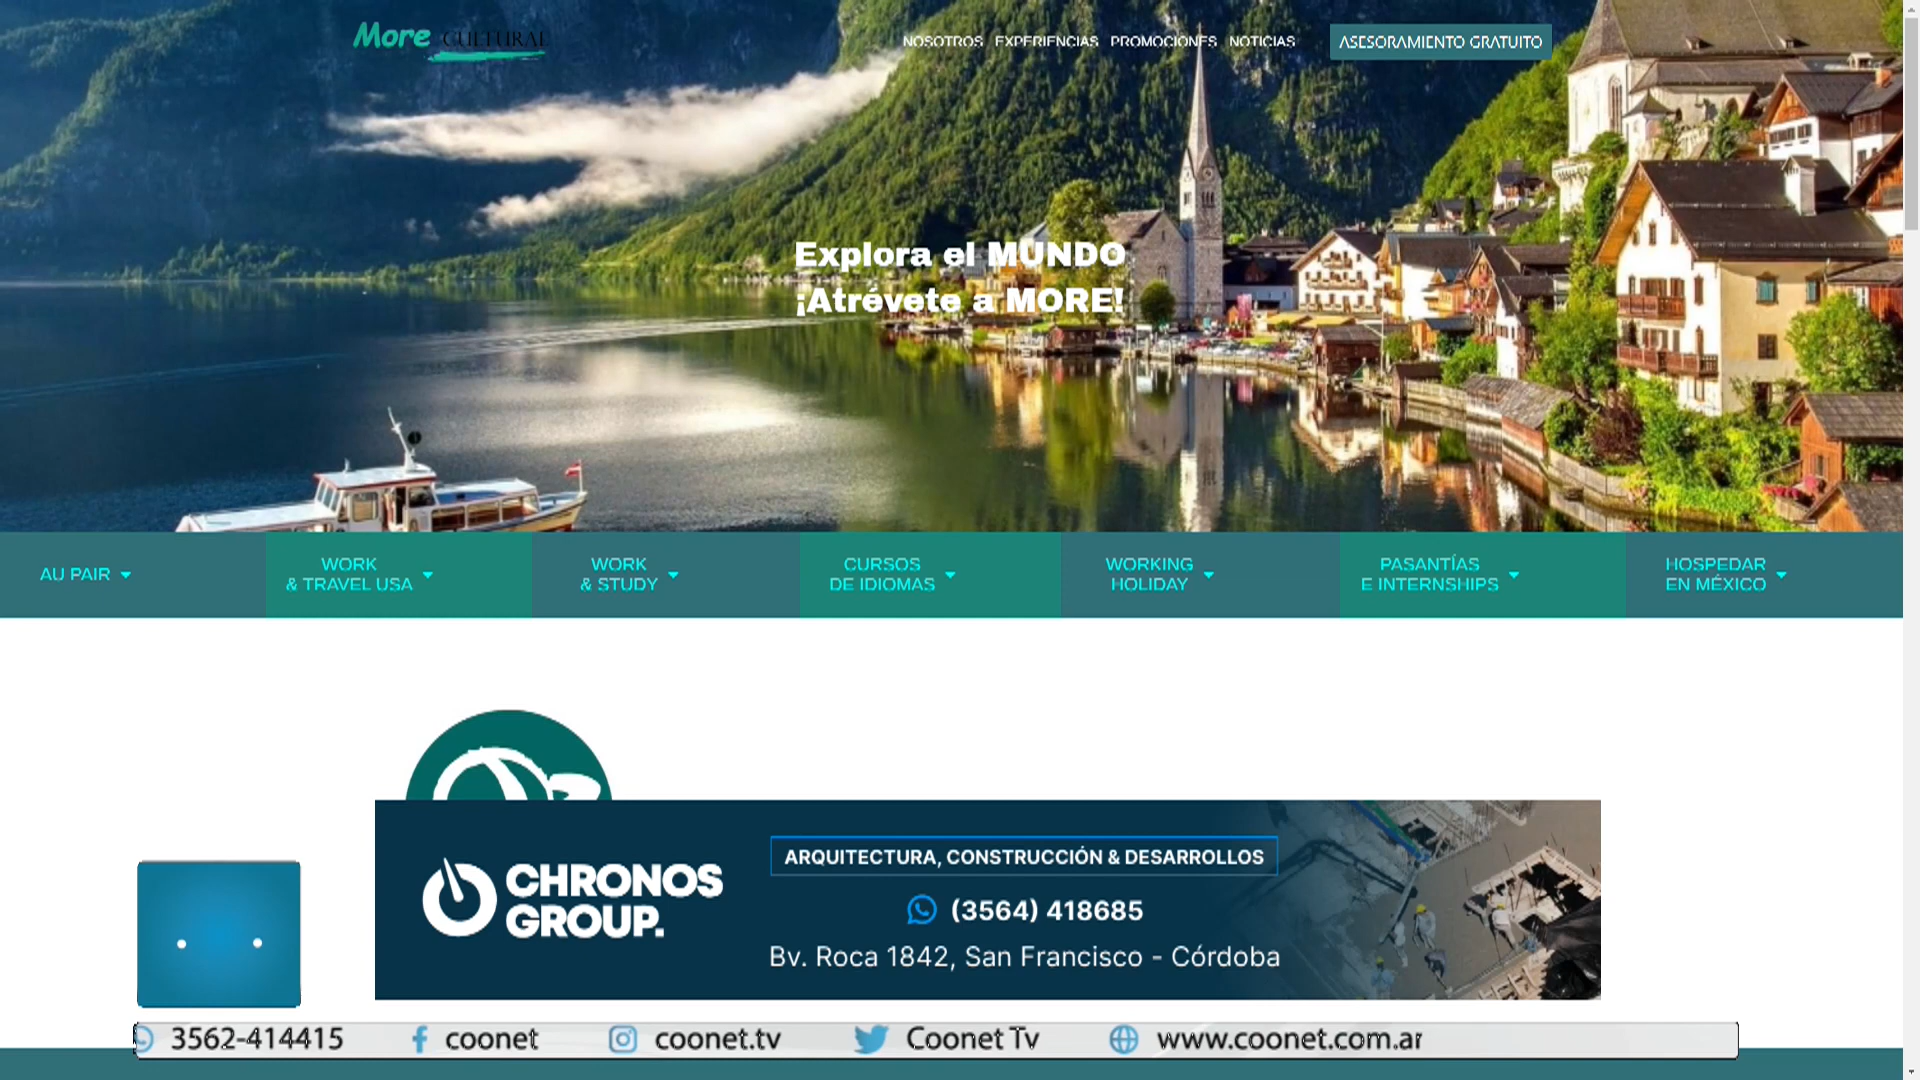 More CULTURAL
NOSOTROS EXPERIENCIAS PROMOCIONES NOTICIAS ASESORAMIENTO GRATUITO
Explora el MUNDO
¡Atrévete a MORE!
AU PAIR
WORK
& TRAVEL USA
WORK
& STUDY
CURSOS
DE IDIOMAS
WORKING
HOLIDAY
PASANTÍAS
E INTERNSHIPS
HOSPEDAR
EN MÉXICO
CHRONOS
GROUP.
ARQUITECTURA, CONSTRUCCIÓN & DESARROLLOS
(3564) 418685
Bv. Roca 1842, San Francisco - Córdoba
3562-414415 coonet coonet.tv Coonet Tv www.coonet.com.ar